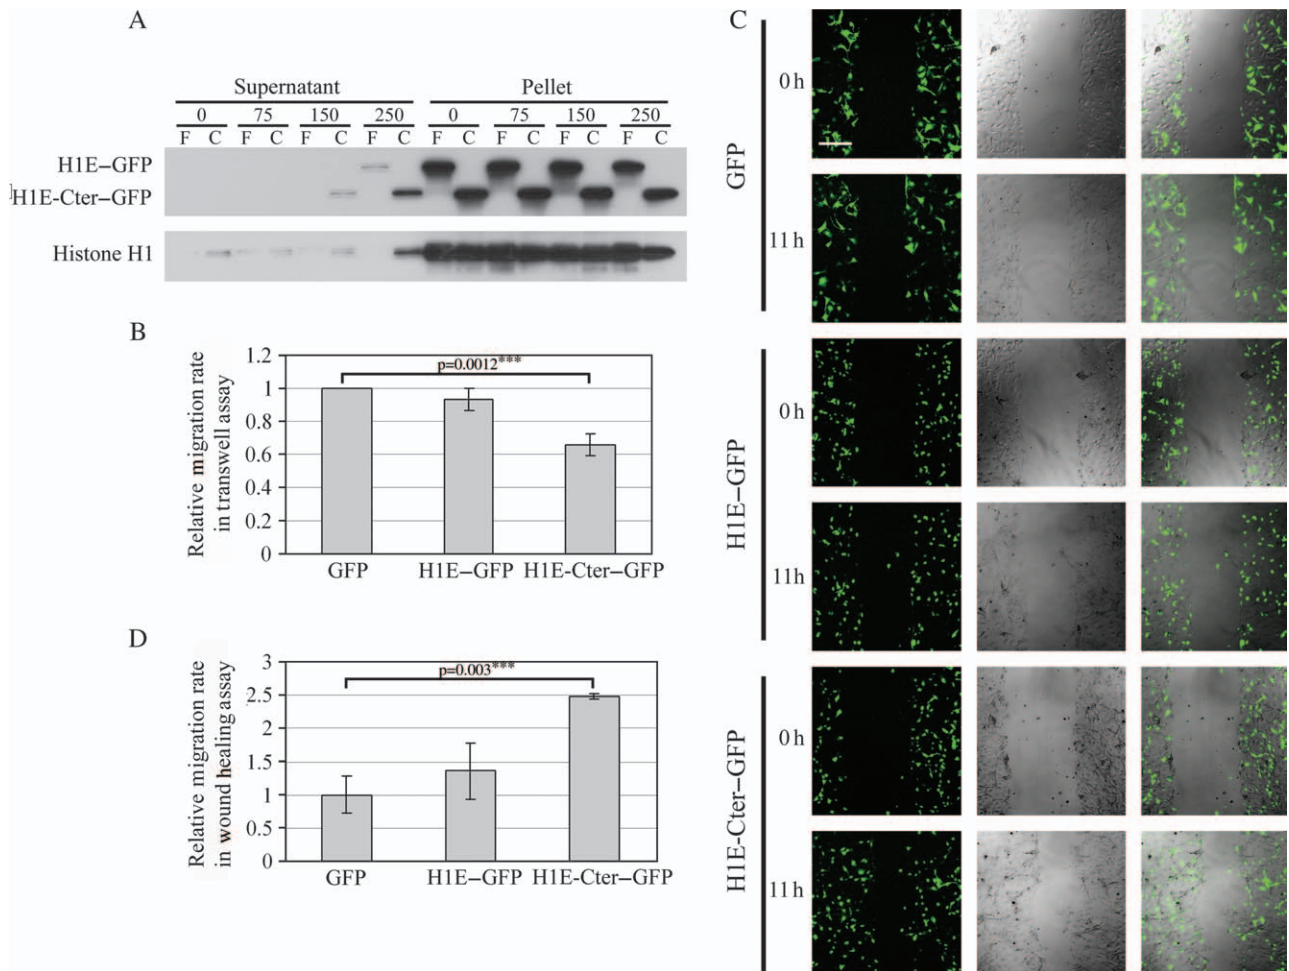 A
Supernatant Pellet
0 75 150 250 0 75 150 250
F C F C F C F C F C F C F C F C
H1E–GFP
H1E-Cter–GFP
Histone H1
B
Relative migration rate
in transwell assay
1.2
1
0.8
0.6
0.4
0.2
0
p=0.0012***
GFP H1E–GFP H1E-Cter–GFP
D
Relative migration rate
in wound healing assay
3
2.5
2
1.5
1
0.5
0
p=0.003***
GFP H1E–GFP H1E-Cter–GFP
C
GFP
0 h
11 h
H1E–GFP
0 h
11 h
H1E-Cter–GFP
0 h
11 h